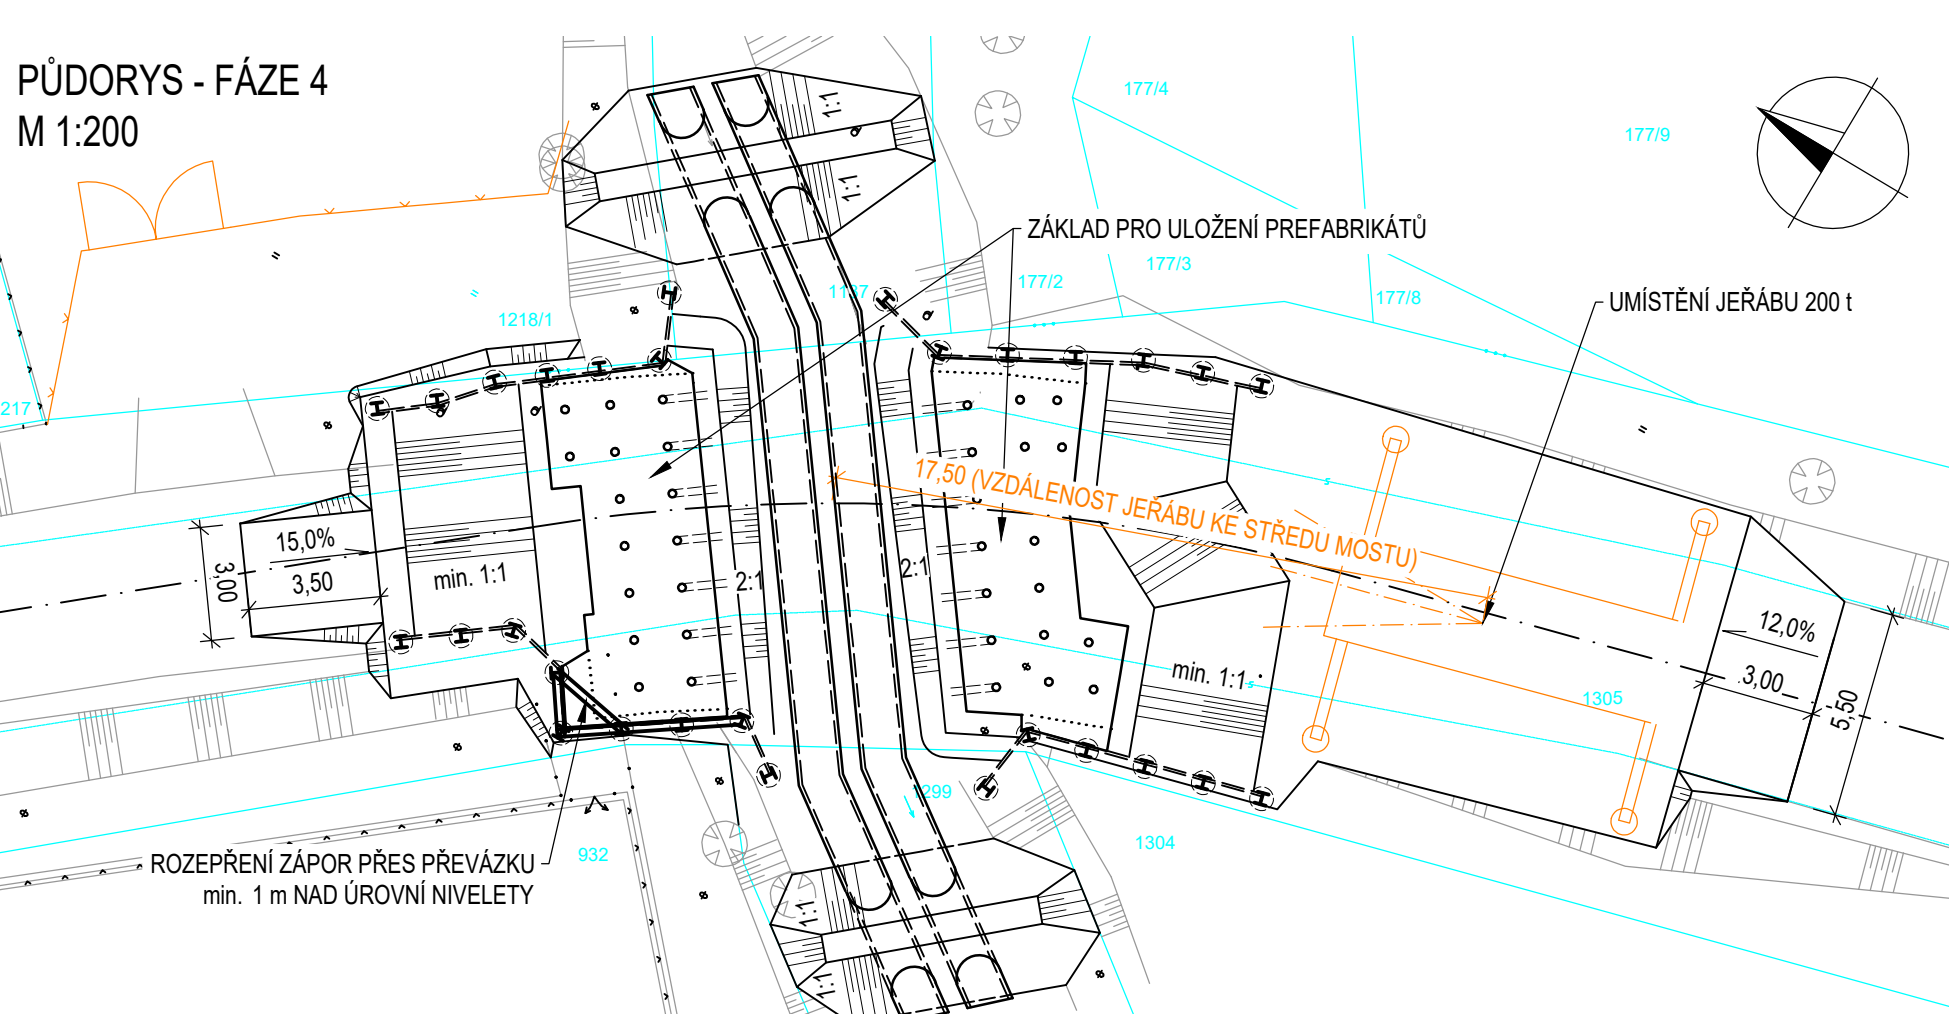 PŮDORYS - FÁZE 4
M 1:200
177/4
177/9
1:1
1:1
ZÁKLAD PRO ULOŽENÍ PREFABRIKÁTŮ
177/3
177/2
177/8
1187
1218/1
UMÍSTĚNÍ JEŘÁBU 200 t
217
17,50 (VZDÁLENOST JEŘÁBU KE STŘEDU MOSTU)
15,0%
3,50
3,00
min. 1:1
2:1
2:1
min. 1:1
12,0%
3,00
5,50
1305
1299
1304
932
ROZEPŘENÍ ZÁPOR PŘES PŘEVÁZKU
min. 1 m NAD ÚROVNÍ NIVELETY
1:1
1:1